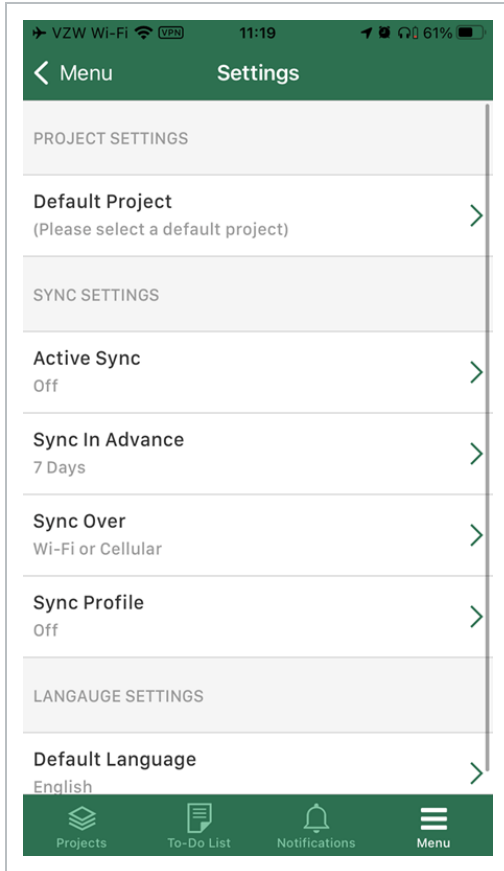 VZW Wi-Fi VPN 11:19 61%
Menu Settings
PROJECT SETTINGS
Default Project
(Please select a default project)
SYNC SETTINGS
Active Sync
Off
Sync In Advance
7 Days
Sync Over
Wi-Fi or Cellular
Sync Profile
Off
LANGAUGE SETTINGS
Default Language
English
Projects To-Do List Notifications Menu